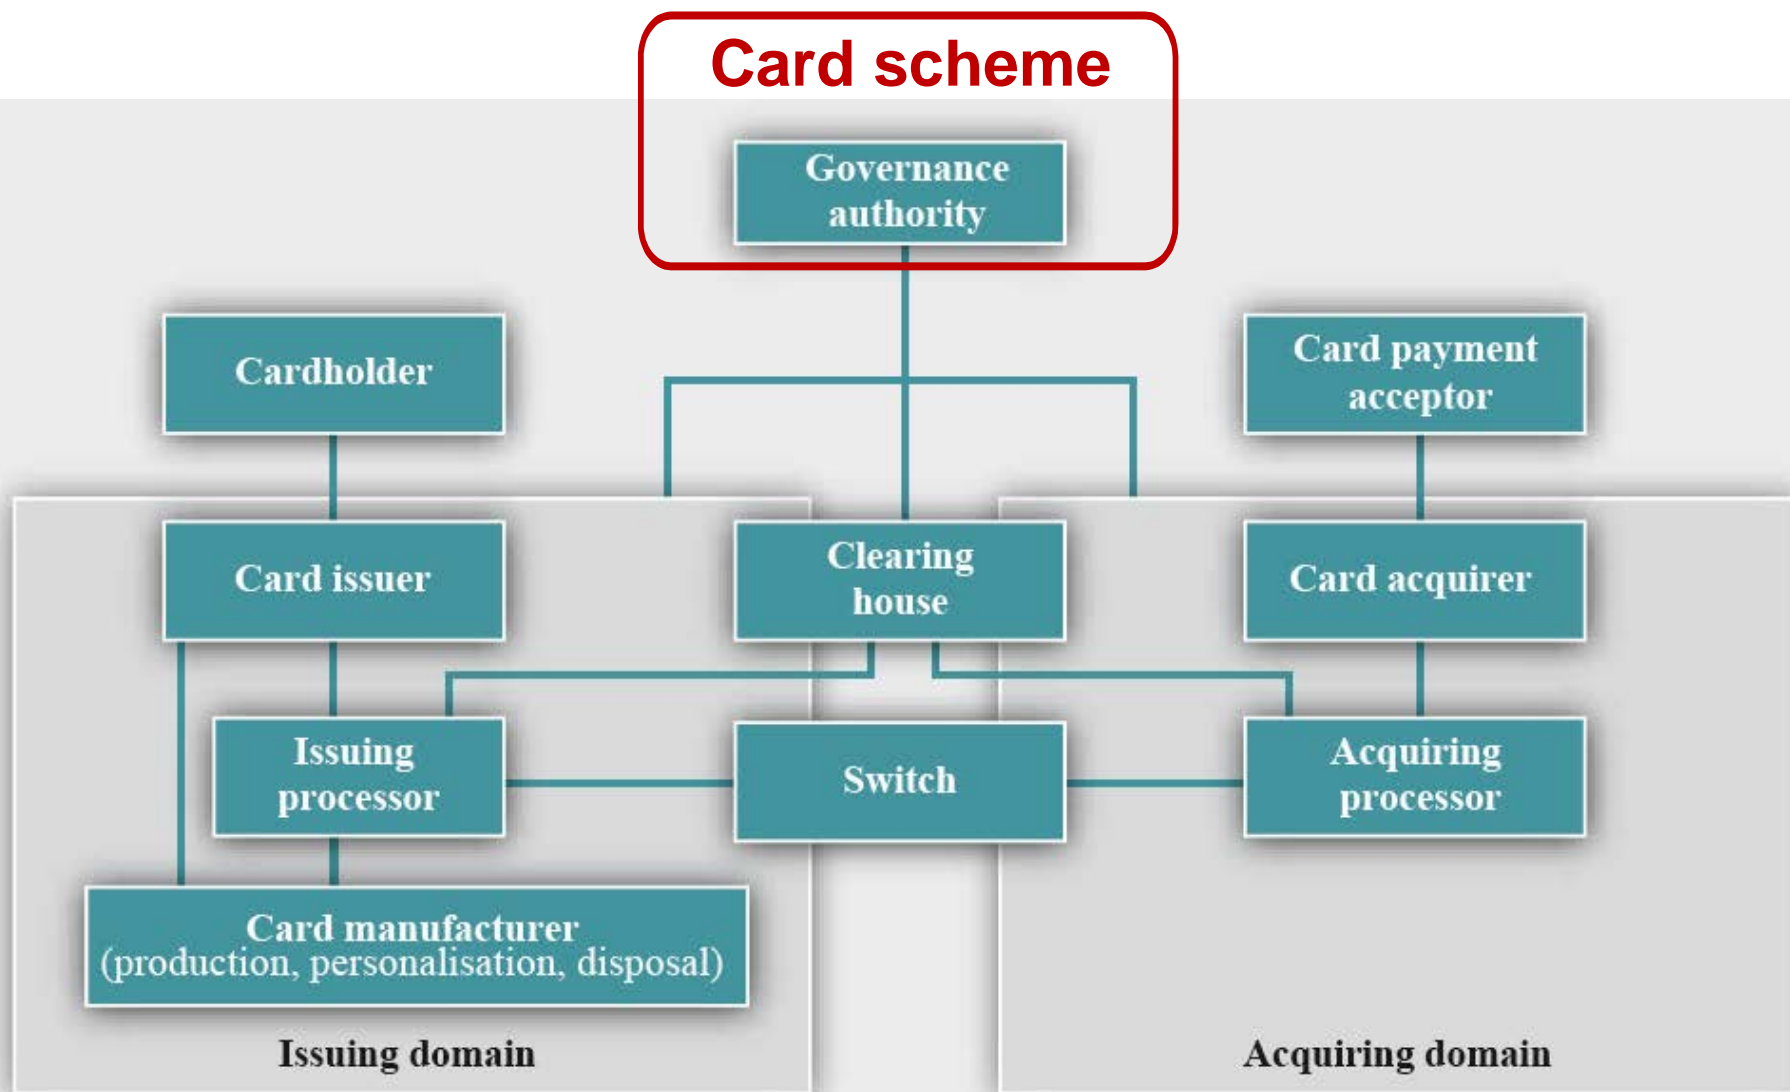 Card scheme
Governance
authority
Cardholder
Card payment
acceptor
Card issuer
Clearing
house
Card acquirer
Issuing
processor
Switch
Acquiring
processor
Card manufacturer
(production, personalisation, disposal)
Issuing domain
Acquiring domain